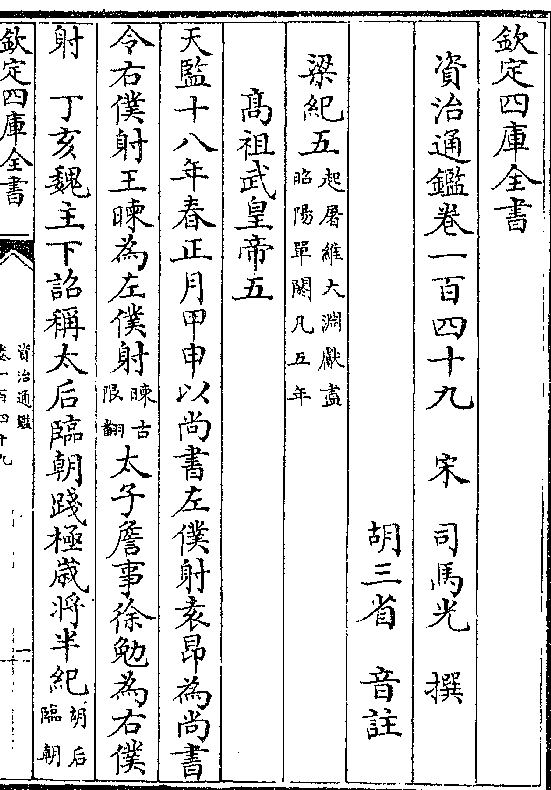 欽定四庫全書
資治通鑑卷一百四十九 宋 司馬光 撰
胡三省 音註
梁紀五起屠維大淵獻盡昭陽單閼凡五年
高祖武皇帝五
天監十八年春正月甲申以尚書左僕射袁昻為尚書
令右僕射王暕為左僕射暕古限翻太子詹事徐勉為右僕
射 丁亥魏主下詔稱太后臨朝踐極歲將半紀胡后臨朝
欽定四庫全書
資治通鑑
卷一百四十九
一